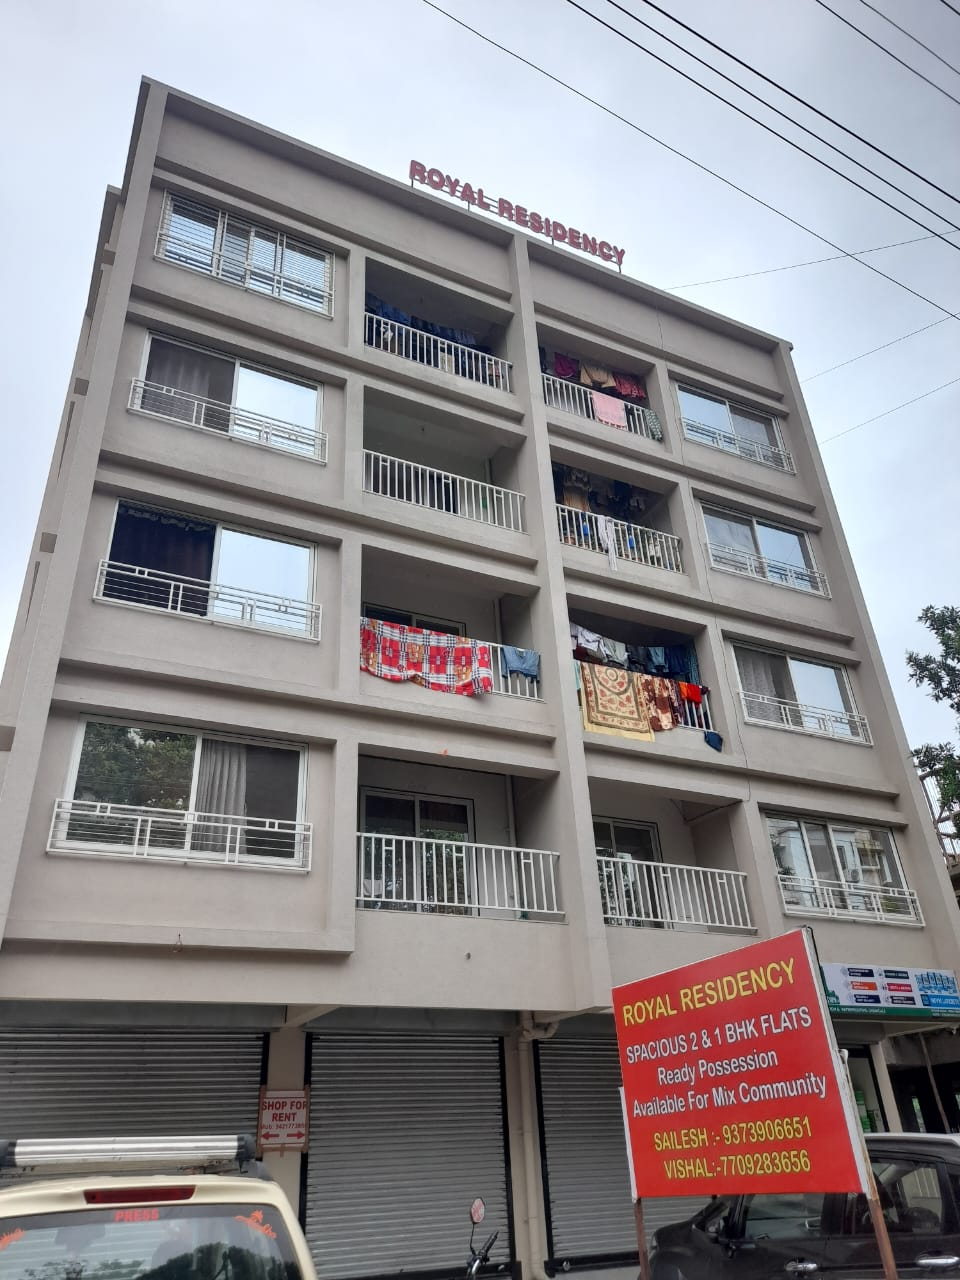 ROYAL RESIDENCY
ROYAL RESIDENCY
SPACIOUS 2 & 1 BHK FLATS
Ready Possession
Available For Mix Community
SAILESH :- 9373906651
VISHAL:-7709283656
SHOP FOR
RENT
PRESS